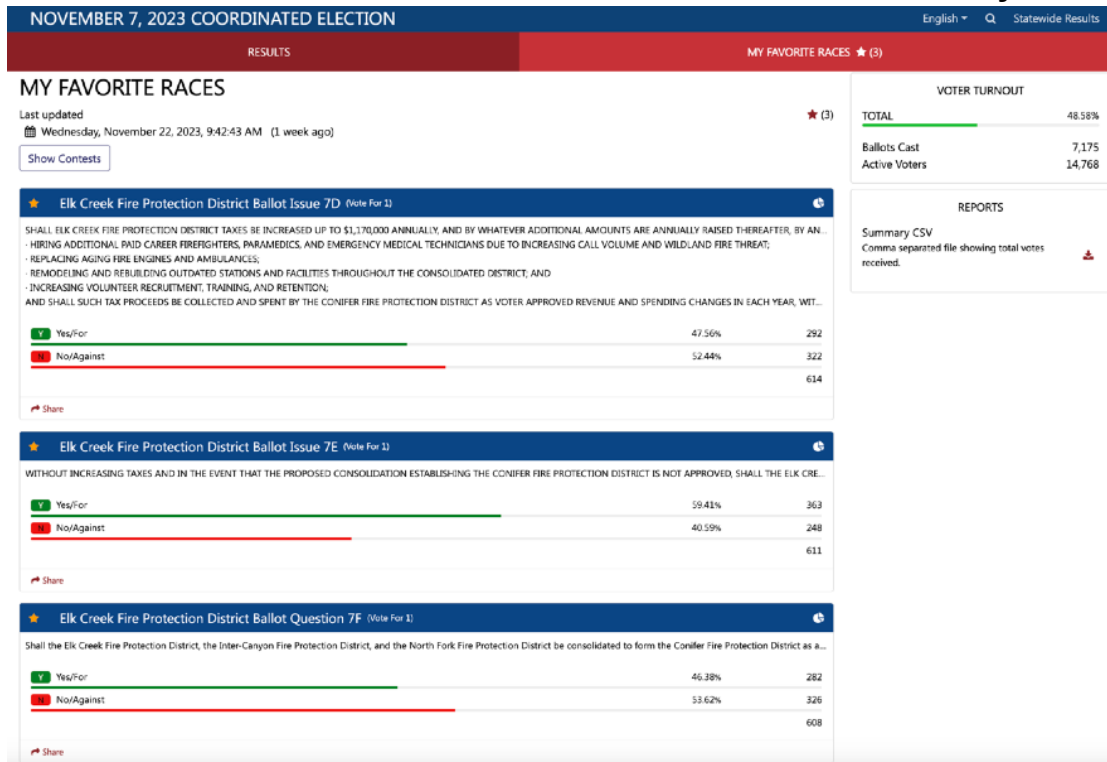 NOVEMBER 7, 2023 COORDINATED ELECTION
English
Statewide Results
RESULTS
MY FAVORITE RACES ★ (3)
MY FAVORITE RACES
Last updated
★ (3)
Wednesday, November 22, 2023, 9:42:43 AM (1 week ago)
Show Contests
Elk Creek Fire Protection District Ballot Issue 7D (Vote For 1)
SHALL ELK CREEK FIRE PROTECTION DISTRICT TAXES BE INCREASED UP TO $1,170,000 ANNUALLY, AND BY WHATEVER ADDITIONAL AMOUNTS ARE ANNUALLY RAISED THEREAFTER, BY AN...
· HIRING ADDITIONAL PAID CAREER FIREFIGHTERS, PARAMEDICS, AND EMERGENCY MEDICAL TECHNICIANS DUE TO INCREASING CALL VOLUME AND WILDLAND FIRE THREAT;
· REPLACING AGING FIRE ENGINES AND AMBULANCES;
· REMODELING AND REBUILDING OUTDATED STATIONS AND FACILITIES THROUGHOUT THE CONSOLIDATED DISTRICT; AND
· INCREASING VOLUNTEER RECRUITMENT, TRAINING, AND RETENTION;
AND SHALL SUCH TAX PROCEEDS BE COLLECTED AND SPENT BY THE CONIFER FIRE PROTECTION DISTRICT AS VOTER APPROVED REVENUE AND SPENDING CHANGES IN EACH YEAR, WIT...
Y Yes/For 47.56% 292
N No/Against 52.44% 322
614
Share
Elk Creek Fire Protection District Ballot Issue 7E (Vote For 1)
WITHOUT INCREASING TAXES AND IN THE EVENT THAT THE PROPOSED CONSOLIDATION ESTABLISHING THE CONIFER FIRE PROTECTION DISTRICT IS NOT APPROVED, SHALL THE ELK CRE...
Y Yes/For 59.41% 363
N No/Against 40.59% 248
611
Share
Elk Creek Fire Protection District Ballot Question 7F (Vote For 1)
Shall the Elk Creek Fire Protection District, the Inter-Canyon Fire Protection District, and the North Fork Fire Protection District be consolidated to form the Conifer Fire Protection District as a...
Y Yes/For 46.38% 282
N No/Against 53.62% 326
608
Share
VOTER TURNOUT
TOTAL 48.58%
Ballots Cast 7,175
Active Voters 14,768
REPORTS
Summary CSV
Comma separated file showing total votes
received.